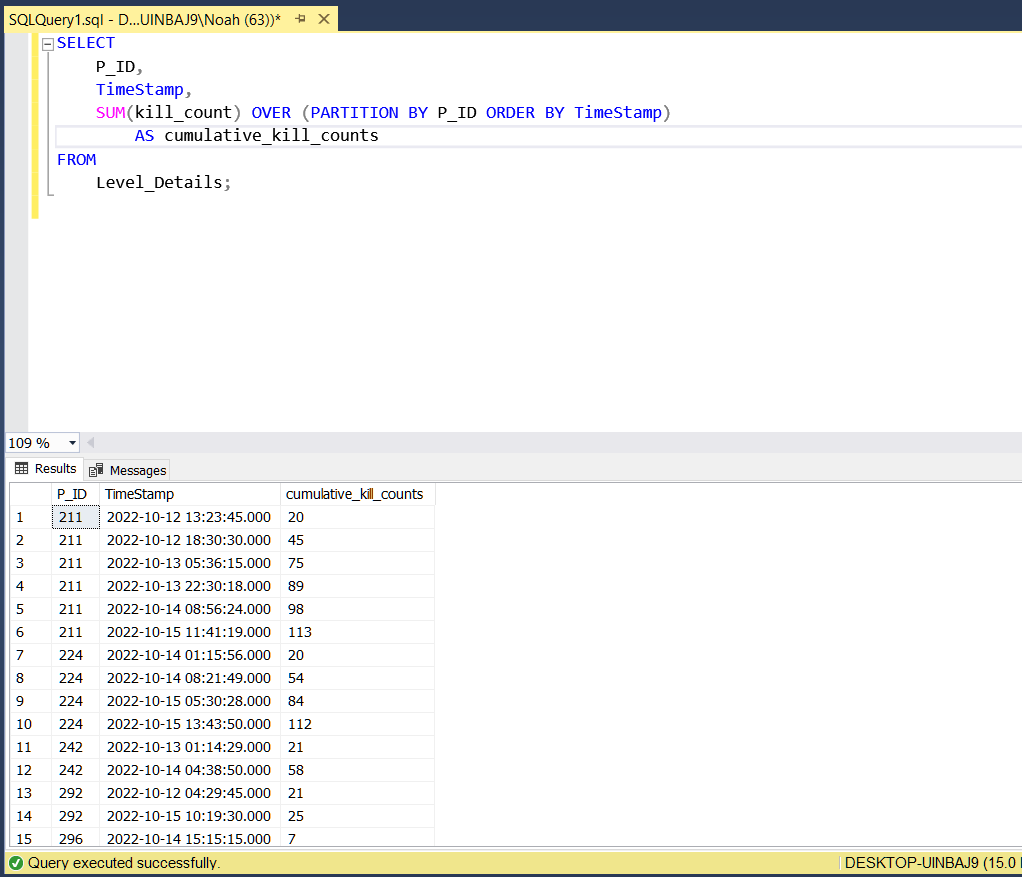 SQLQuery1.sql - D...UINBAJ9\Noah (63))*
SELECT
P_ID,
TimeStamp,
SUM(kill_count) OVER (PARTITION BY P_ID ORDER BY TimeStamp)
AS cumulative_kill_counts
FROM
Level_Details;
109 %
Results Messages
P_ID TimeStamp cumulative_kill_counts
1 211 2022-10-12 13:23:45.000 20
2 211 2022-10-12 18:30:30.000 45
3 211 2022-10-13 05:36:15.000 75
4 211 2022-10-13 22:30:18.000 89
5 211 2022-10-14 08:56:24.000 98
6 211 2022-10-15 11:41:19.000 113
7 224 2022-10-14 01:15:56.000 20
8 224 2022-10-14 08:21:49.000 54
9 224 2022-10-15 05:30:28.000 84
10 224 2022-10-15 13:43:50.000 112
11 242 2022-10-13 01:14:29.000 21
12 242 2022-10-14 04:38:50.000 58
13 292 2022-10-12 04:29:45.000 21
14 292 2022-10-15 10:19:30.000 25
15 296 2022-10-14 15:15:15.000 7
Query executed successfully. DESKTOP-UINBAJ9 (15.0